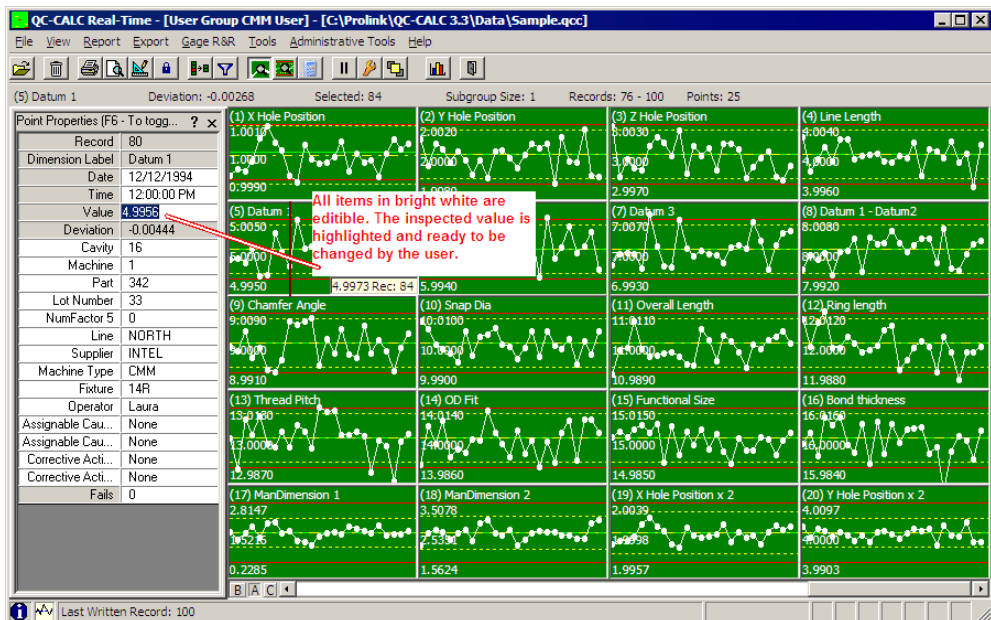 QC-CALC Real-Time - [User Group CMM User] - [C:\Prolink\QC-CALC 3.3\Data\Sample.qcc]
File View Report Export Gage R&R Tools Administrative Tools Help
(5) Datum 1 Deviation: -0.00268 Selected: 84 Subgroup Size: 1 Records: 76 - 100 Points: 25
Point Properties (F6 - To togg... ? x
Record 80
Dimension Label Datum 1
Date 12/12/1994
Time 12:00:00 PM
Value 4.9956
Deviation -0.00444
Cavity 16
Machine 1
Part 342
Lot Number 33
NumFactor 5 0
Line NORTH
Supplier INTEL
Machine Type CMM
Fixture 14R
Operator Laura
Assignable Cau... None
Assignable Cau... None
Corrective Acti... None
Corrective Acti... None
Fails 0
(1) X Hole Position
1.0010
1.0000
0.9990
(2) Y Hole Position
2.0020
2.0000
(3) Z Hole Position
3.0030
3.0000
2.9970
(4) Line Length
4.0040
4.0000
3.9960
All items in bright white are
editible. The inspected value is
highlighted and ready to be
changed by the user.
(5) Datum
5.0050
5.0000
4.9950
4.9973 Rec: 84
5.9940
(7) Datum 3
7.0070
7.0000
6.9930
(8) Datum 1 - Datum2
8.0080
8.0000
7.9920
(9) Chamfer Angle
9.0090
9.0000
8.9910
(10) Snap Dia
10.0100
10.0000
9.9900
(11) Overall Length
11.0110
11.0000
10.9890
(12) Ring length
12.0120
12.0000
11.9880
(13) Thread Pitch
13.0130
13.0000
12.9870
(14) OD Fit
14.0140
14.0000
13.9860
(15) Functional Size
15.0150
15.0000
14.9850
(16) Bond thickness
16.0160
16.0000
15.9840
(17) ManDimension 1
2.8147
0.2285
(18) ManDimension 2
3.5078
1.5624
(19) X Hole Position x 2
2.0039
1.9998
1.9957
(20) Y Hole Position x 2
4.0097
4.0000
3.9903
B A C
Last Written Record: 100